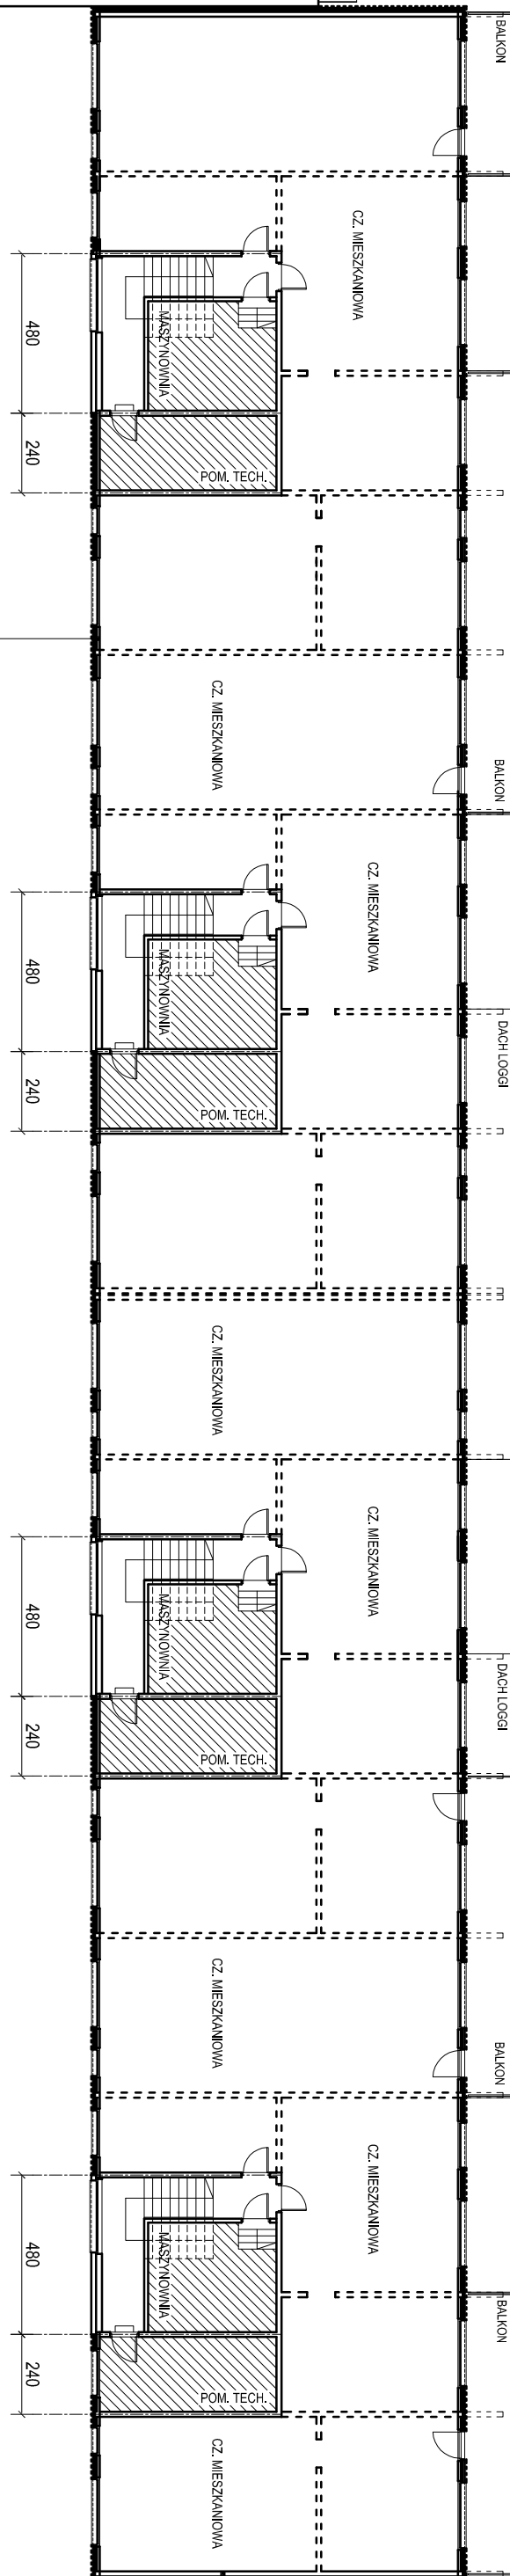 BALKON
CZ. MIESZKANIOWA
480
MASZYNOWNIA
240
POM. TECH.
CZ. MIESZKANIOWA
BALKON
CZ. MIESZKANIOWA
480
MASZYNOWNIA
DACH LOGGI
240
POM. TECH.
CZ. MIESZKANIOWA
CZ. MIESZKANIOWA
480
MASZYNOWNIA
DACH LOGGI
240
POM. TECH.
CZ. MIESZKANIOWA
BALKON
CZ. MIESZKANIOWA
480
MASZYNOWNIA
BALKON
240
POM. TECH.
CZ. MIESZKANIOWA